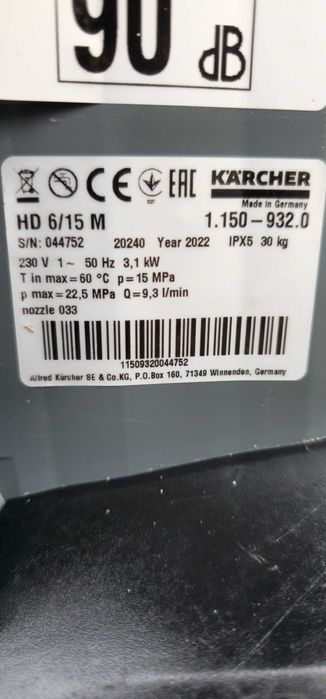 90 dB
CE EAC KÄRCHER
Made in Germany
HD 6/15 M 1.150-932.0
S/N: 044752 20240 Year 2022 IPX5 30 kg
230 V 1~ 50 Hz 3,1 kW
T in max=60 °C p=15 MPa
p max=22,5 MPa Q=9,3 l/min
nozzle 033
11509320044752
Alfred Kärcher SE & Co.KG, P.O.Box 160, 71349 Winnenden, Germany